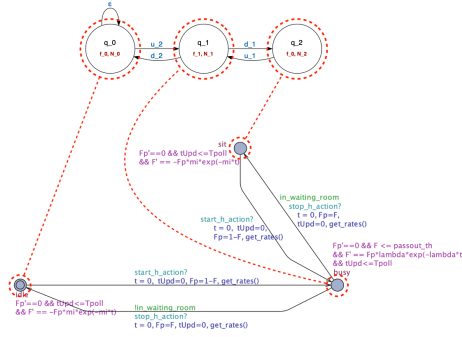 ε
q_0
f_0, N_0
u_2
d_2
q_1
f_1, N_1
d_1
u_1
q_2
f_0, N_2
sit
Fp'==0 && tUpd<=Tpoll
&& F' == -Fp*mi*exp(-mi*t)
in_waiting_room
stop_h_action?
t = 0, Fp=F,
tUpd=0, get_rates()
start_h_action?
t = 0, tUpd=0,
Fp=1-F, get_rates()
Fp'==0 && F <= passout_th
&& F' == Fp*lambda*exp(-lambda*t
&& tUpd<=Tpoll
busy
start_h_action?
t = 0, tUpd=0, Fp=1-F, get_rates()
idle
Fp'==0 && tUpd<=Tpoll
&& F' == -Fp*mi*exp(-mi*t)
!in_waiting_room
stop_h_action?
t = 0, Fp=F, tUpd=0, get_rates()